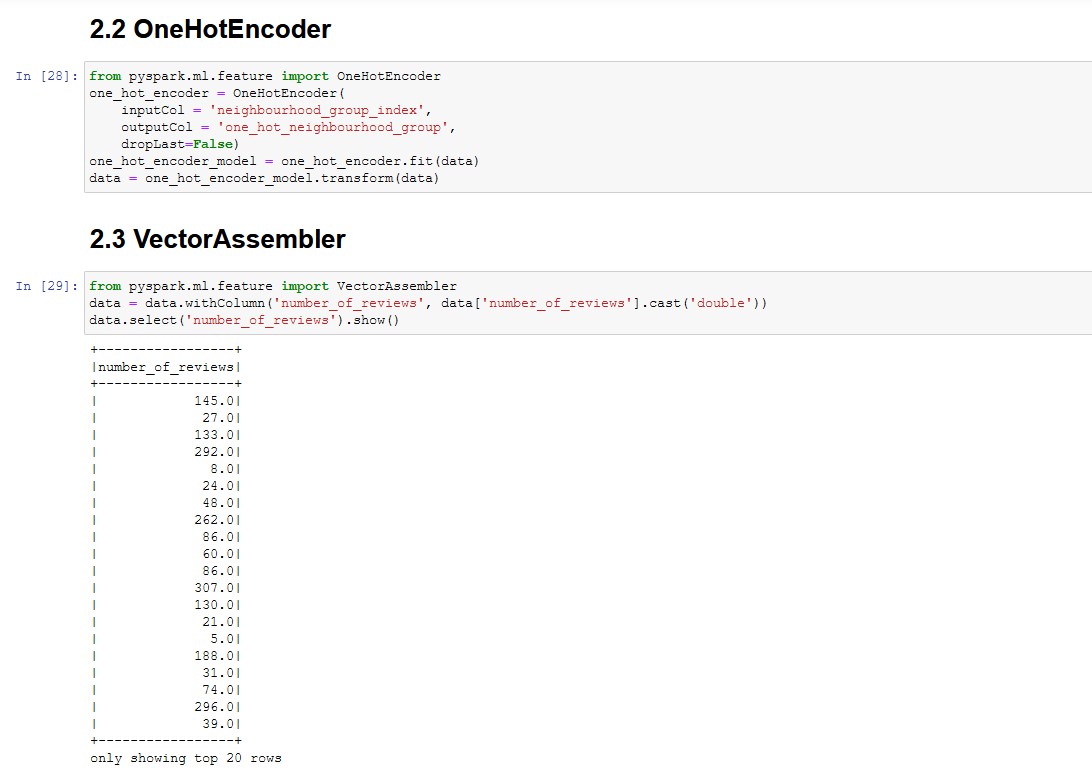 2.2 OneHotEncoder
In [28]: from pyspark.ml.feature import OneHotEncoder
one_hot_encoder = OneHotEncoder(
    inputCol = 'neighbourhood_group_index',
    outputCol = 'one_hot_neighbourhood_group',
    dropLast=False)
one_hot_encoder_model = one_hot_encoder.fit(data)
data = one_hot_encoder_model.transform(data)
2.3 VectorAssembler
In [29]: from pyspark.ml.feature import VectorAssembler
data = data.withColumn('number_of_reviews', data['number_of_reviews'].cast('double'))
data.select('number_of_reviews').show()
+-----------------+
|number_of_reviews|
+-----------------+
|            145.0|
|             27.0|
|            133.0|
|            292.0|
|              8.0|
|             24.0|
|             48.0|
|            262.0|
|             86.0|
|             60.0|
|             86.0|
|            307.0|
|            130.0|
|             21.0|
|              5.0|
|            188.0|
|             31.0|
|             74.0|
|            296.0|
|             39.0|
+-----------------+
only showing top 20 rows